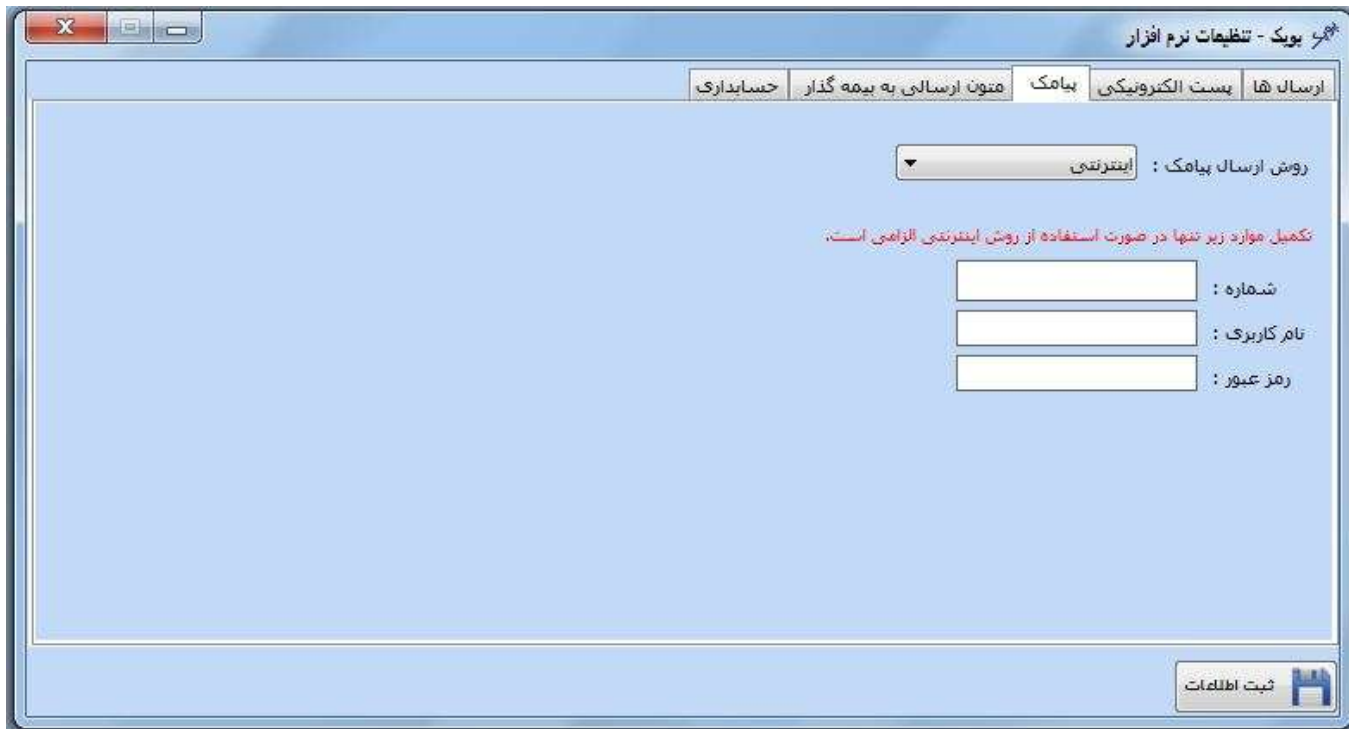 بوبک - تنظیمات نرم افزار
ارسال ها پست الکترونیکی پیامک متون ارسالی به بیمه گذار حسابداری
روش ارسال پیامک : اینترنتی
تکمیل موارد زیر تنها در صورت استفاده از روش اینترنتی الزامی است.
شماره :
نام کاربری :
رمز عبور :
ثبت اطلاعات